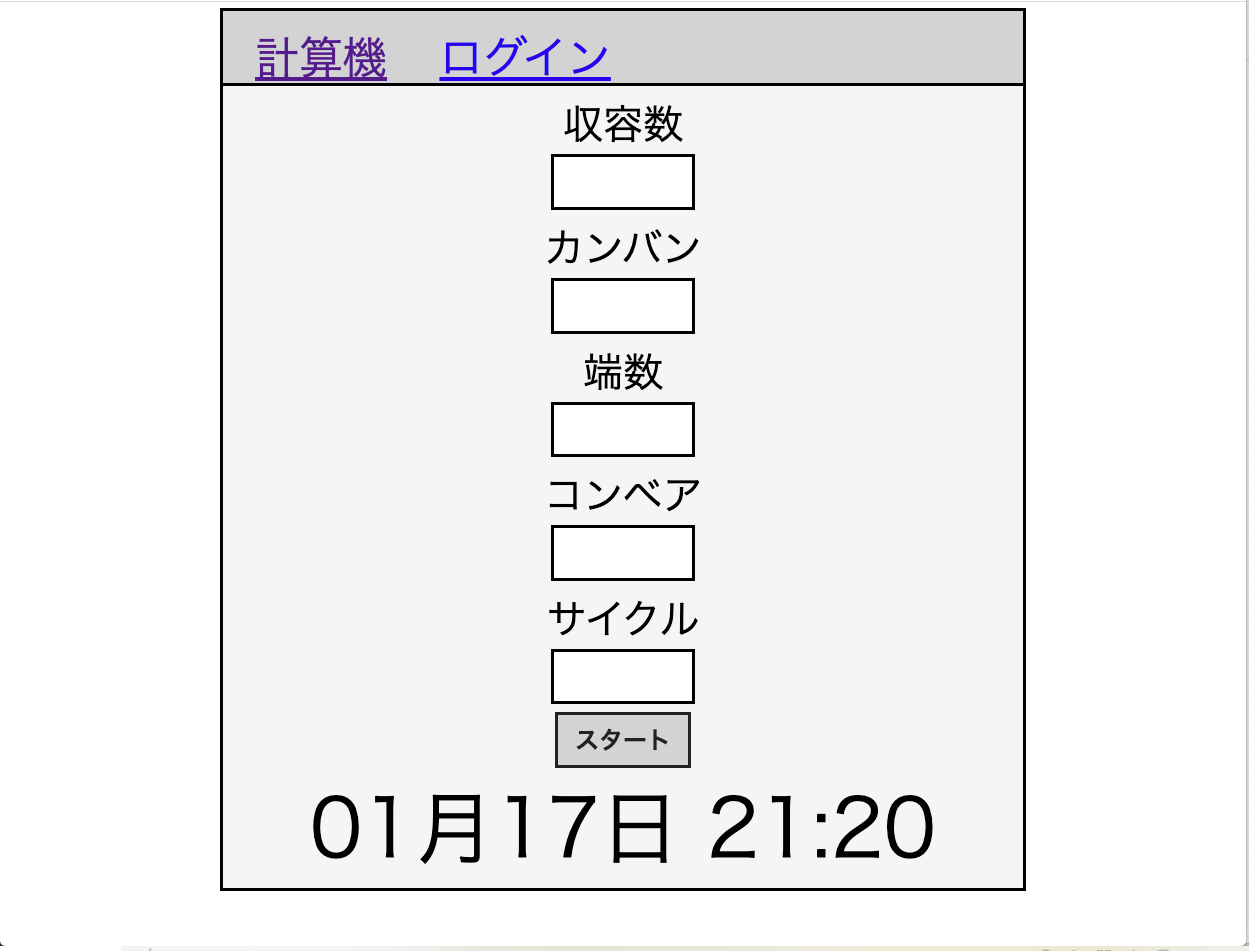 計算機 ログイン
収容数
カンバン
端数
コンベア
サイクル
スタート
01月17日 21:20